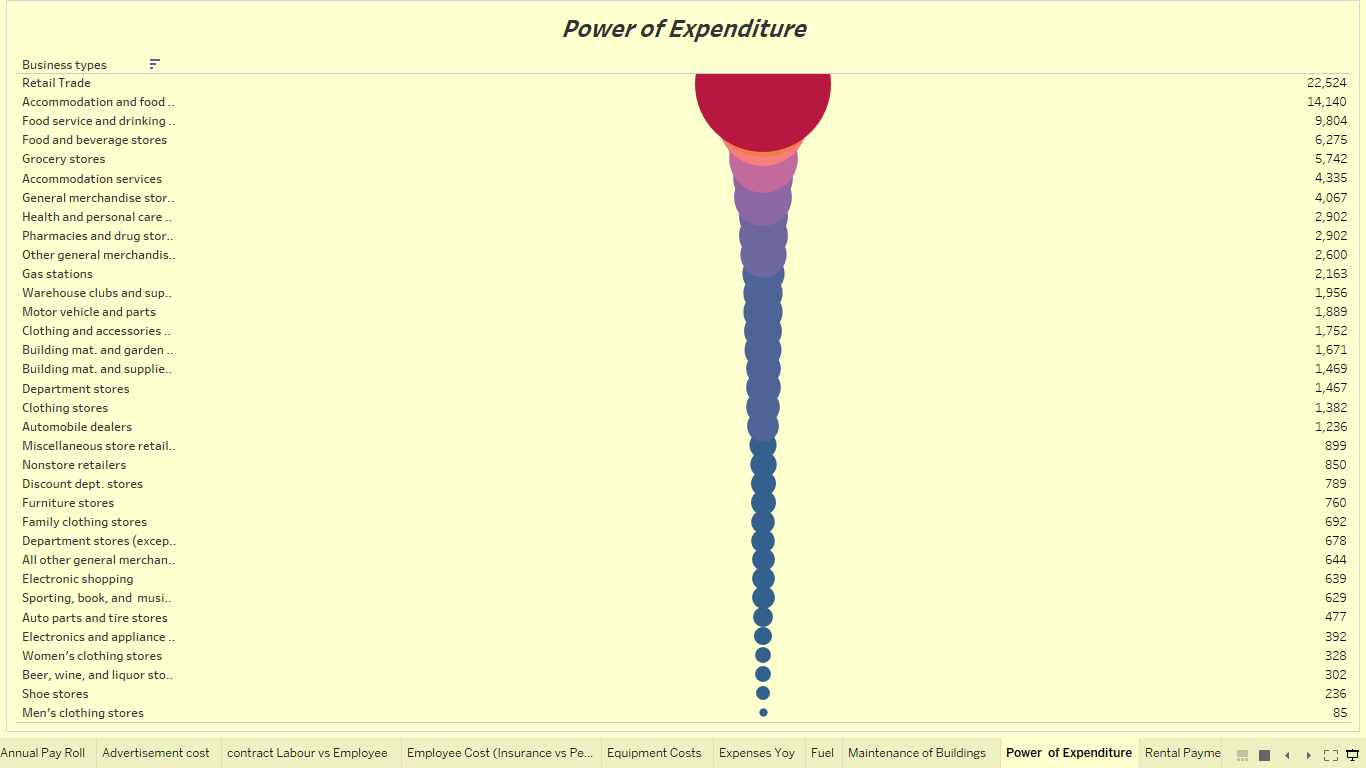 Power of Expenditure
Business types
Retail Trade 22,524
Accommodation and food .. 14,140
Food service and drinking .. 9,804
Food and beverage stores 6,275
Grocery stores 5,742
Accommodation services 4,335
General merchandise stor.. 4,067
Health and personal care .. 2,902
Pharmacies and drug stor.. 2,902
Other general merchandis.. 2,600
Gas stations 2,163
Warehouse clubs and sup.. 1,956
Motor vehicle and parts 1,889
Clothing and accessories .. 1,752
Building mat. and garden .. 1,671
Building mat. and supplie.. 1,469
Department stores 1,467
Clothing stores 1,382
Automobile dealers 1,236
Miscellaneous store retail.. 899
Nonstore retailers 850
Discount dept. stores 789
Furniture stores 760
Family clothing stores 692
Department stores (excep.. 678
All other general merchan.. 644
Electronic shopping 639
Sporting, book, and  musi.. 629
Auto parts and tire stores 477
Electronics and appliance .. 392
Women's clothing stores 328
Beer, wine, and liquor sto.. 302
Shoe stores 236
Men's clothing stores 85
Annual Pay Roll Advertisement cost contract Labour vs Employee Employee Cost (Insurance vs Pe... Equipment Costs Expenses Yoy Fuel Maintenance of Buildings Power  of Expenditure Rental Payme